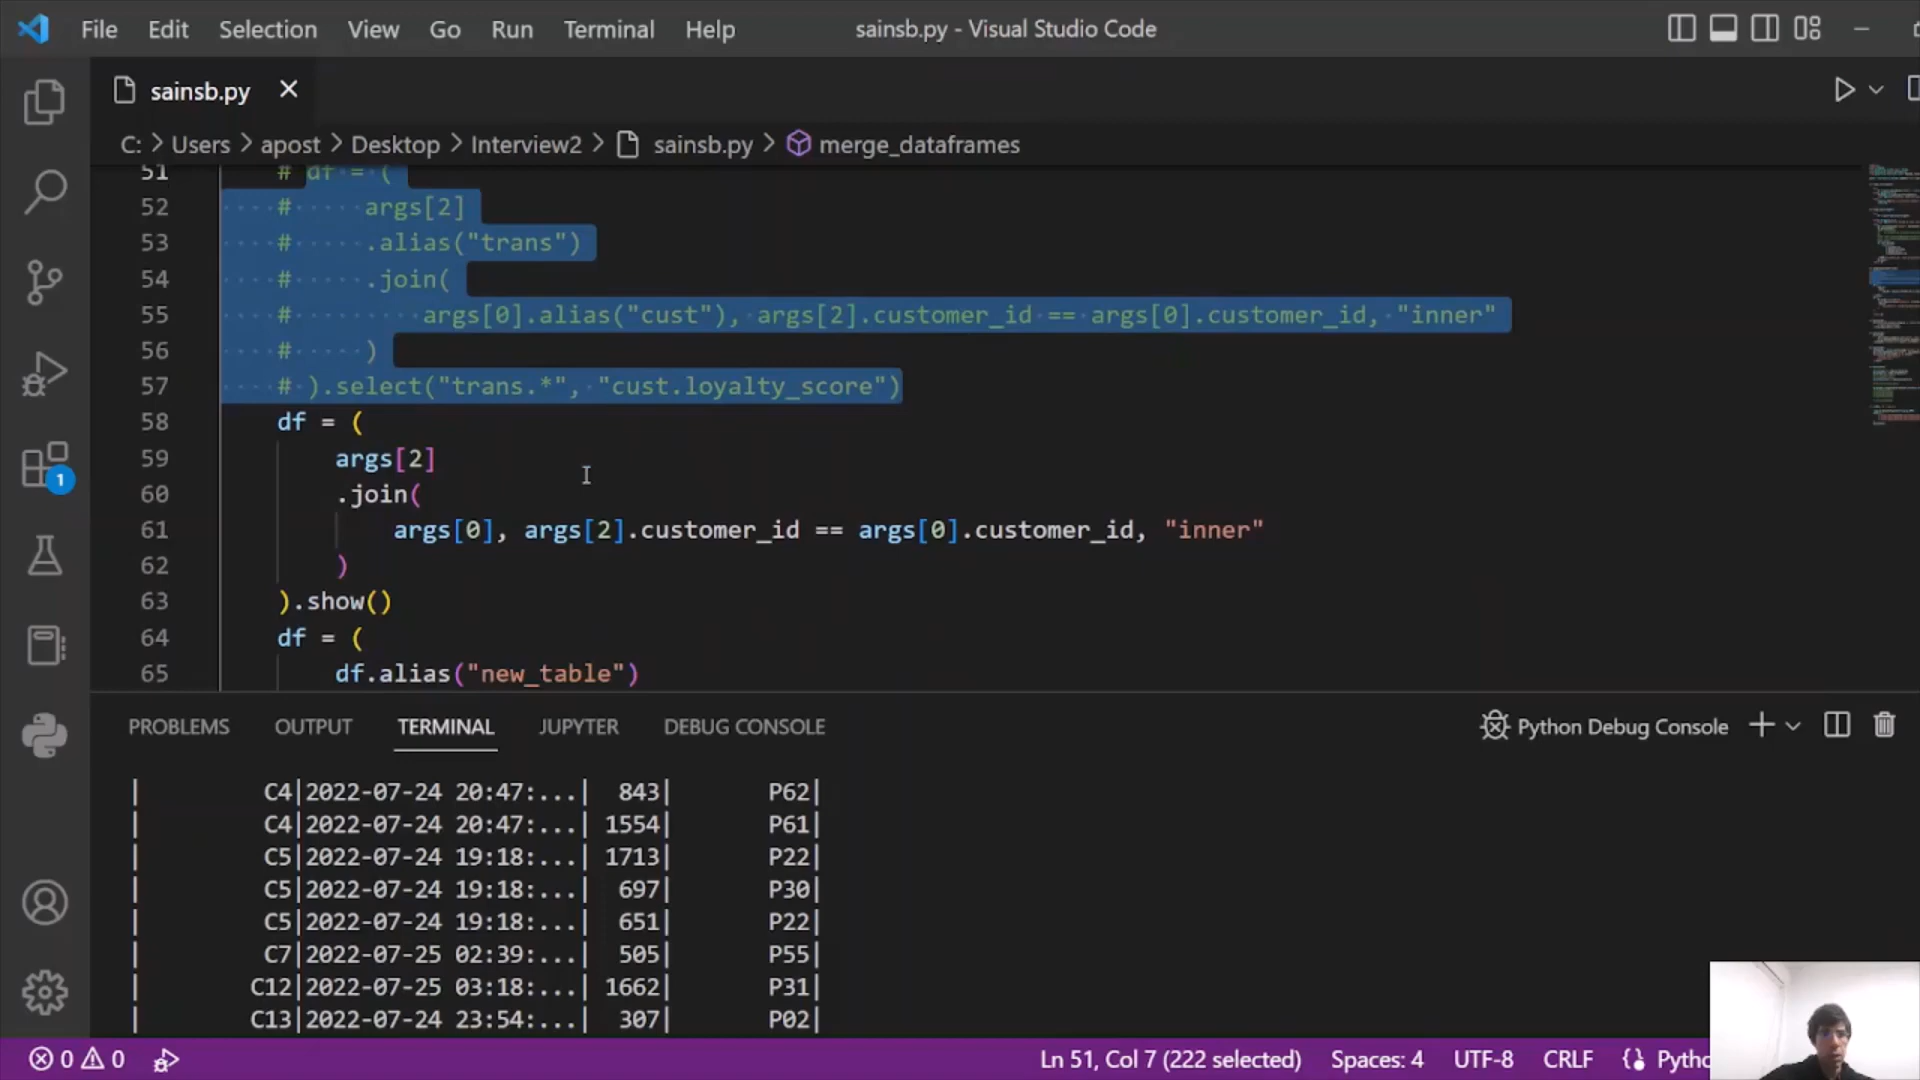 File Edit Selection View Go Run Terminal Help sainsb.py - Visual Studio Code
sainsb.py
C: > Users > apost > Desktop > Interview2 > sainsb.py > merge_dataframes
51 # df = (
52 # args[2]
53 # .alias("trans")
54 # .join(
55 # args[0].alias("cust"), args[2].customer_id == args[0].customer_id, "inner"
56 # )
57 # ).select("trans.*", "cust.loyalty_score")
58 df = (
59 args[2]
60 .join(
61 args[0], args[2].customer_id == args[0].customer_id, "inner"
62 )
63 ).show()
64 df = (
65 df.alias("new_table")
1
PROBLEMS OUTPUT TERMINAL JUPYTER DEBUG CONSOLE Python Debug Console
| C4|2022-07-24 20:47:...| 843| P62|
| C4|2022-07-24 20:47:...| 1554| P61|
| C5|2022-07-24 19:18:...| 1713| P22|
| C5|2022-07-24 19:18:...| 697| P30|
| C5|2022-07-24 19:18:...| 651| P22|
| C7|2022-07-25 02:39:...| 505| P55|
| C12|2022-07-25 03:18:...| 1662| P31|
| C13|2022-07-24 23:54:...| 307| P02|
0 0 Ln 51, Col 7 (222 selected) Spaces: 4 UTF-8 CRLF Pytho